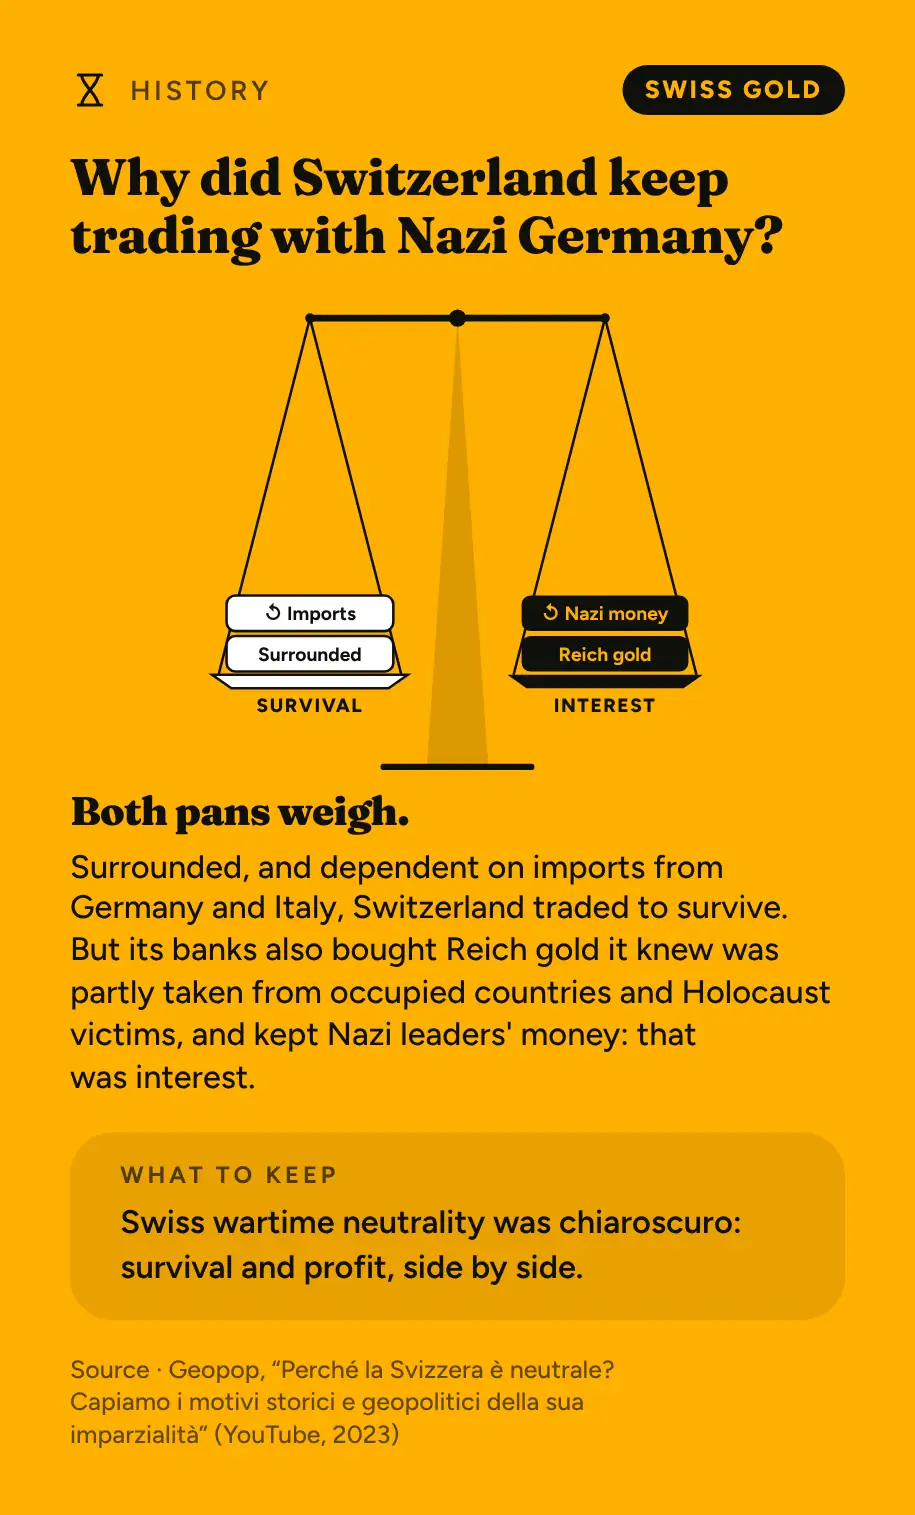 HISTORY
SWISS GOLD
Why did Switzerland keep
trading with Nazi Germany?
Imports
Surrounded
SURVIVAL
Nazi money
Reich gold
INTEREST
Both pans weigh.
Surrounded, and dependent on imports from
Germany and Italy, Switzerland traded to survive.
But its banks also bought Reich gold it knew was
partly taken from occupied countries and Holocaust
victims, and kept Nazi leaders' money: that
was interest.
WHAT TO KEEP
Swiss wartime neutrality was chiaroscuro:
survival and profit, side by side.
Source · Geopop, “Perché la Svizzera è neutrale?
Capiamo i motivi storici e geopolitici della sua
imparzialità” (YouTube, 2023)